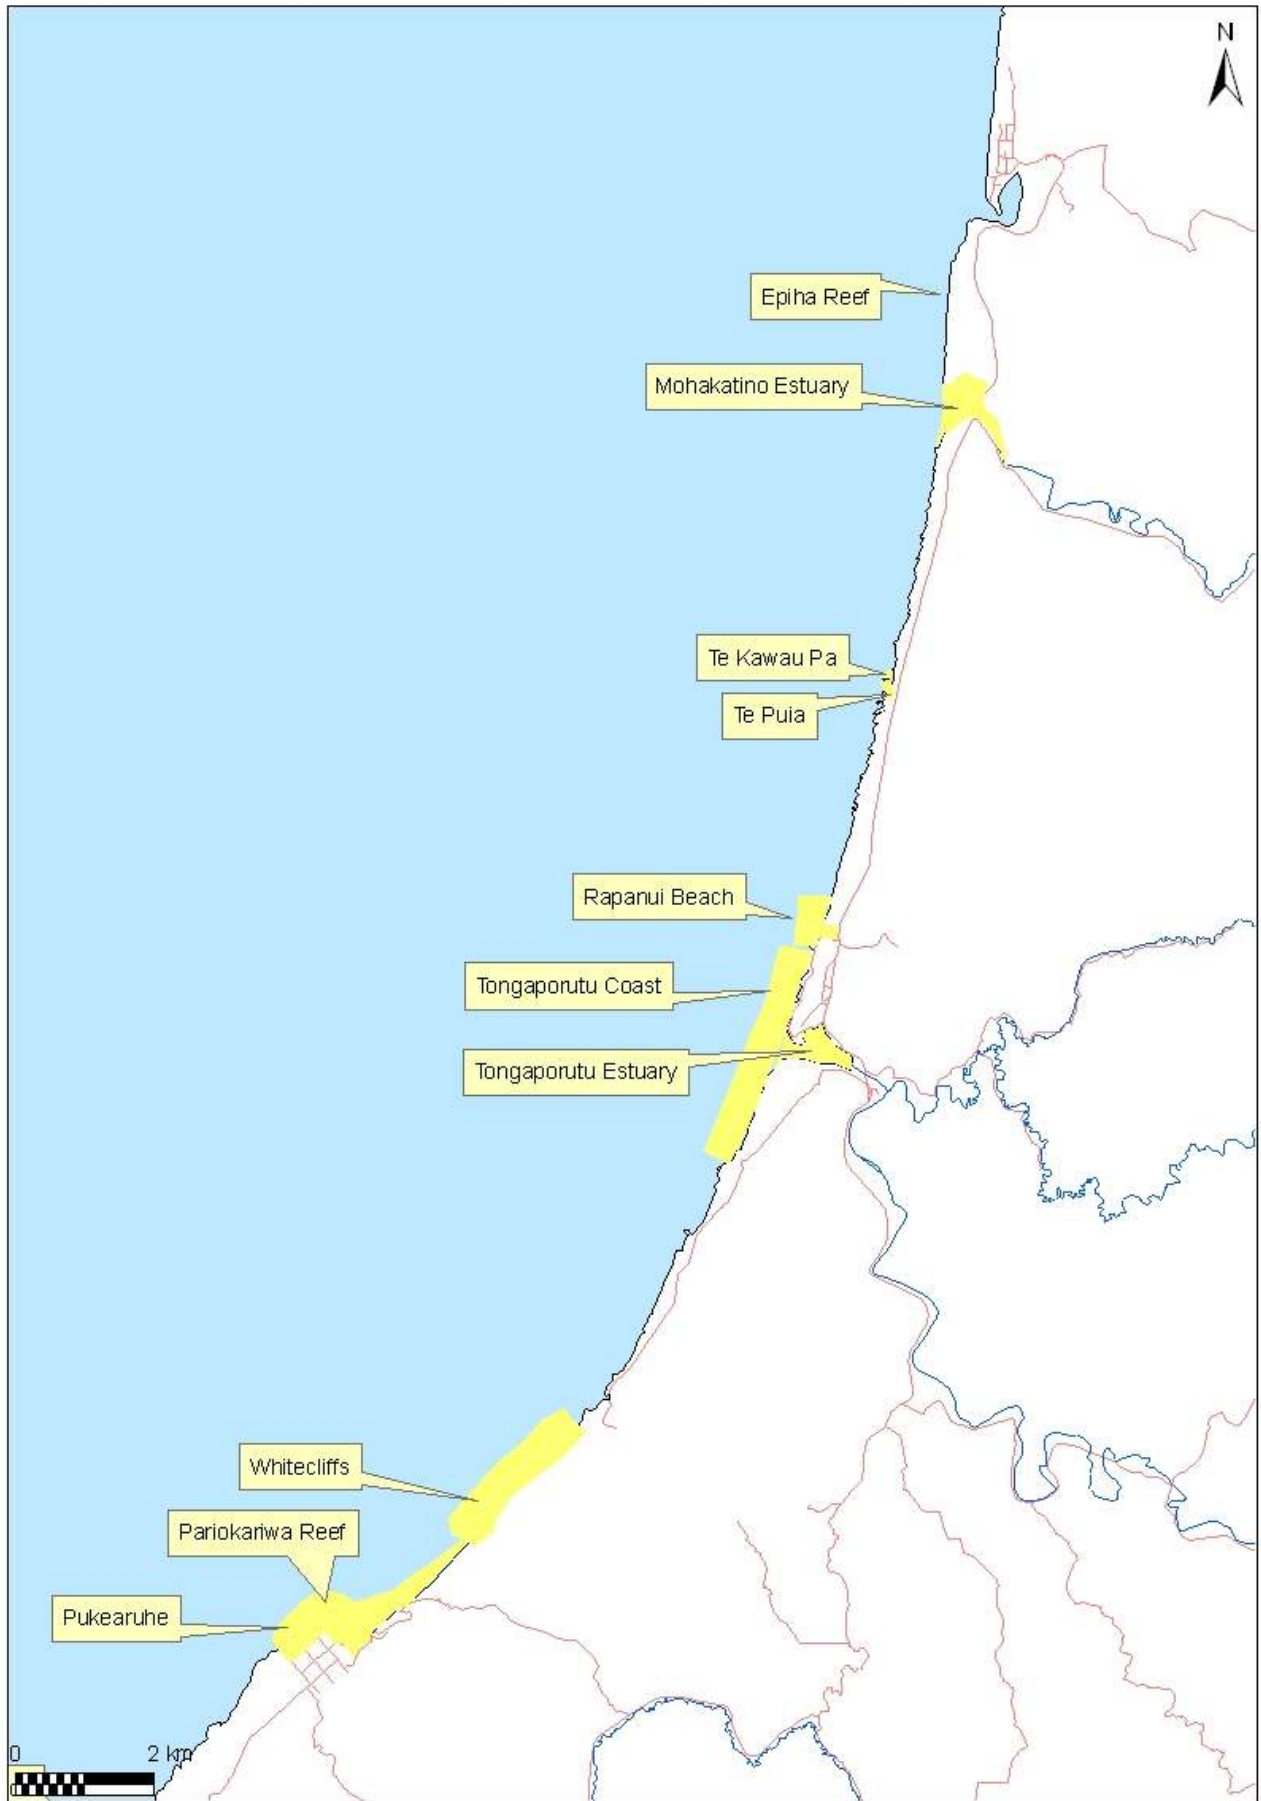 N
Epiha Reef
Mohakatino Estuary
Te Kawau Pa
Te Puia
Rapanui Beach
Tongaporutu Coast
Tongaporutu Estuary
Whitecliffs
Pariokariwa Reef
Pukearuhe
0 2 km